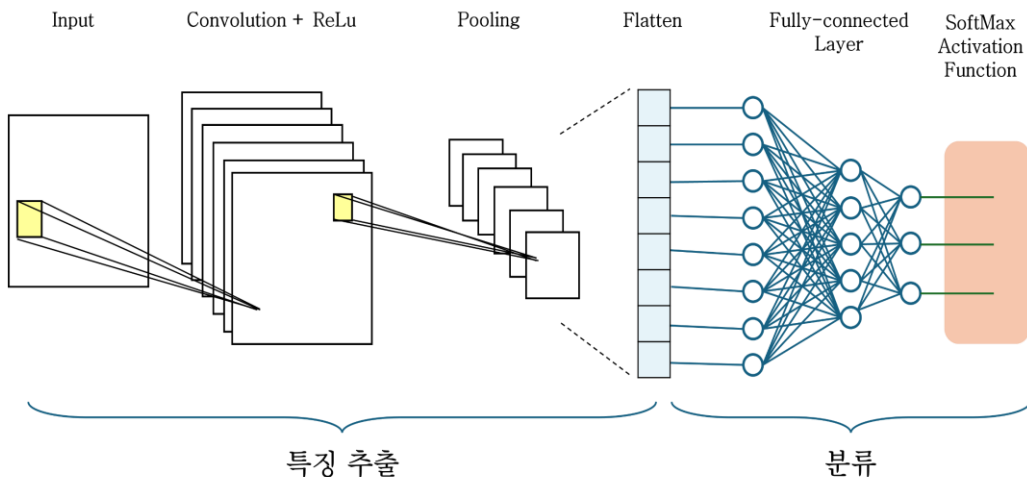 Input
Convolution + ReLu
Pooling
Flatten
Fully-connected
Layer
SoftMax
Activation
Function
특징 추출
분류